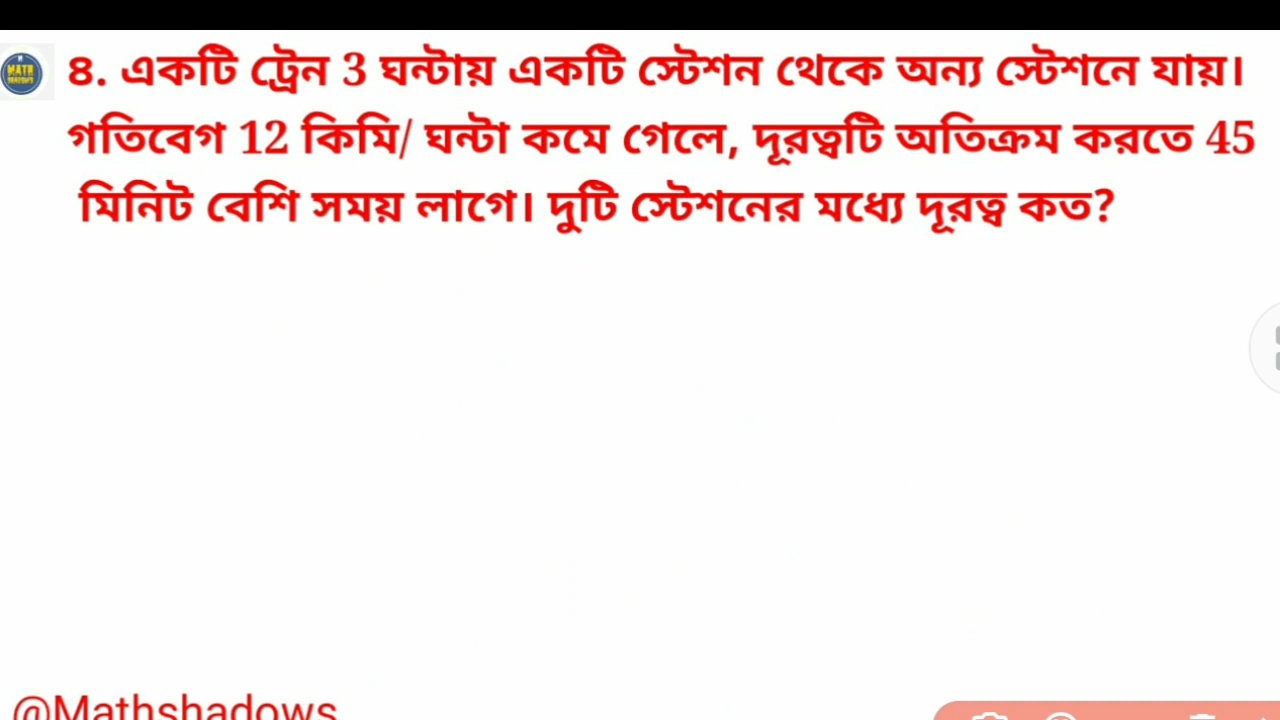 ৪. একটি ট্রেন 3 ঘন্টায় একটি স্টেশন থেকে অন্য স্টেশনে যায়।
গতিবেগ 12 কিমি/ ঘন্টা কমে গেলে, দূরত্বটি অতিক্রম করতে 45
মিনিট বেশি সময় লাগে। দুটি স্টেশনের মধ্যে দূরত্ব কত?
@Mathshadows